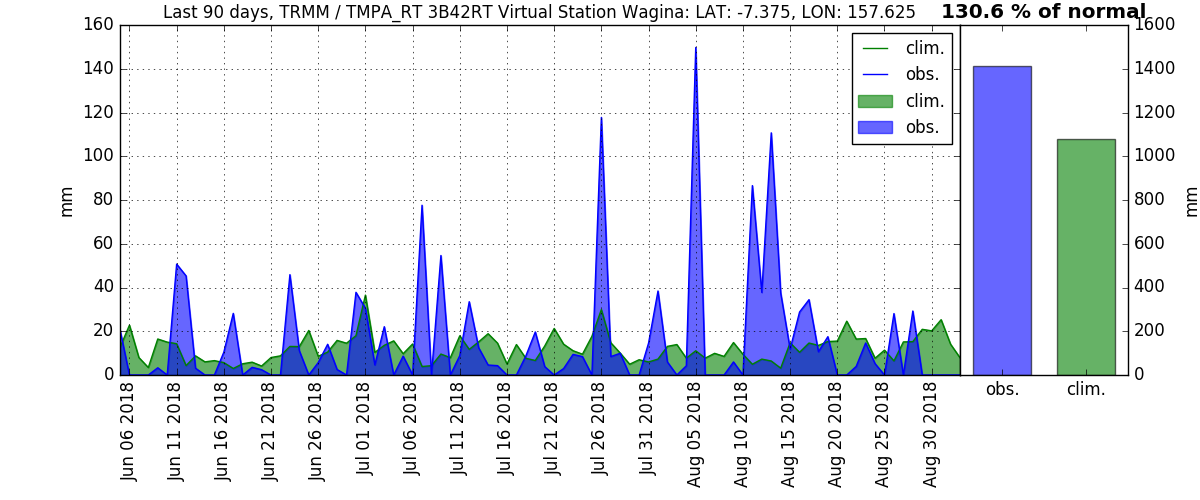 Last 90 days, TRMM / TMPA_RT 3B42RT Virtual Station Wagina: LAT: -7.375, LON: 157.625
130.6 % of normal
160
140
120
100
80
60
40
20
0
mm
clim.
obs.
clim.
obs.
1600
1400
1200
1000
800
600
400
200
0
mm
Jun 06 2018
Jun 11 2018
Jun 16 2018
Jun 21 2018
Jun 26 2018
Jul 01 2018
Jul 06 2018
Jul 11 2018
Jul 16 2018
Jul 21 2018
Jul 26 2018
Jul 31 2018
Aug 05 2018
Aug 10 2018
Aug 15 2018
Aug 20 2018
Aug 25 2018
Aug 30 2018
obs.
clim.